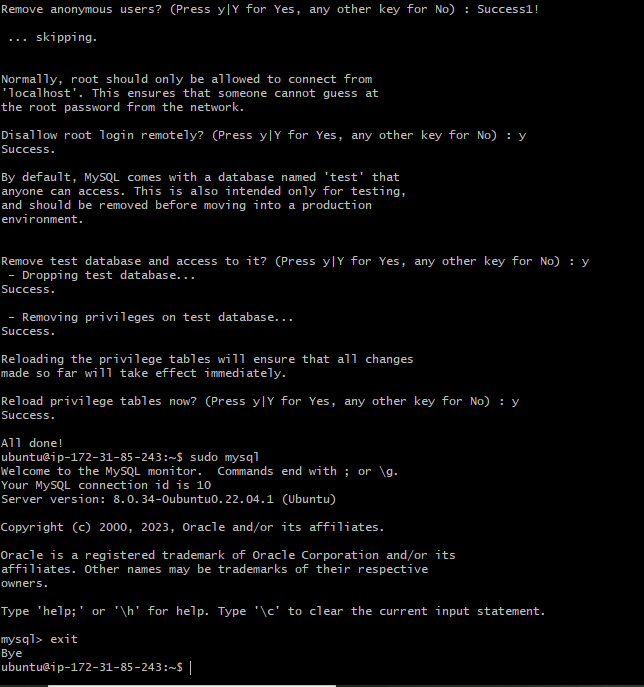 Remove anonymous users? (Press y|Y for Yes, any other key for No) : Success1!
 ... skipping.
Normally, root should only be allowed to connect from
'localhost'. This ensures that someone cannot guess at
the root password from the network.
Disallow root login remotely? (Press y|Y for Yes, any other key for No) : y
Success.
By default, MySQL comes with a database named 'test' that
anyone can access. This is also intended only for testing,
and should be removed before moving into a production
environment.
Remove test database and access to it? (Press y|Y for Yes, any other key for No) : y
 - Dropping test database...
Success.
 - Removing privileges on test database...
Success.
Reloading the privilege tables will ensure that all changes
made so far will take effect immediately.
Reload privilege tables now? (Press y|Y for Yes, any other key for No) : y
Success.
All done!
ubuntu@ip-172-31-85-243:~$ sudo mysql
Welcome to the MySQL monitor.  Commands end with ; or \g.
Your MySQL connection id is 10
Server version: 8.0.34-0ubuntu0.22.04.1 (Ubuntu)
Copyright (c) 2000, 2023, Oracle and/or its affiliates.
Oracle is a registered trademark of Oracle Corporation and/or its
affiliates. Other names may be trademarks of their respective
owners.
Type 'help;' or '\h' for help. Type '\c' to clear the current input statement.
mysql> exit
Bye
ubuntu@ip-172-31-85-243:~$